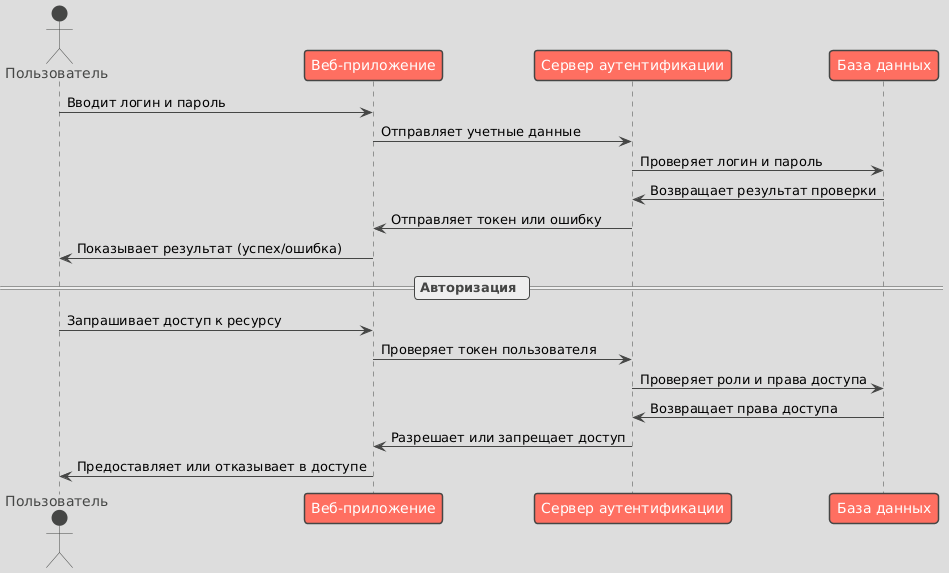 Пользователь
Веб-приложение
Сервер аутентификации
База данных
Вводит логин и пароль
Отправляет учетные данные
Проверяет логин и пароль
Возвращает результат проверки
Отправляет токен или ошибку
Показывает результат (успех/ошибка)
Авторизация
Запрашивает доступ к ресурсу
Проверяет токен пользователя
Проверяет роли и права доступа
Возвращает права доступа
Разрешает или запрещает доступ
Предоставляет или отказывает в доступе
Пользователь
Веб-приложение
Сервер аутентификации
База данных